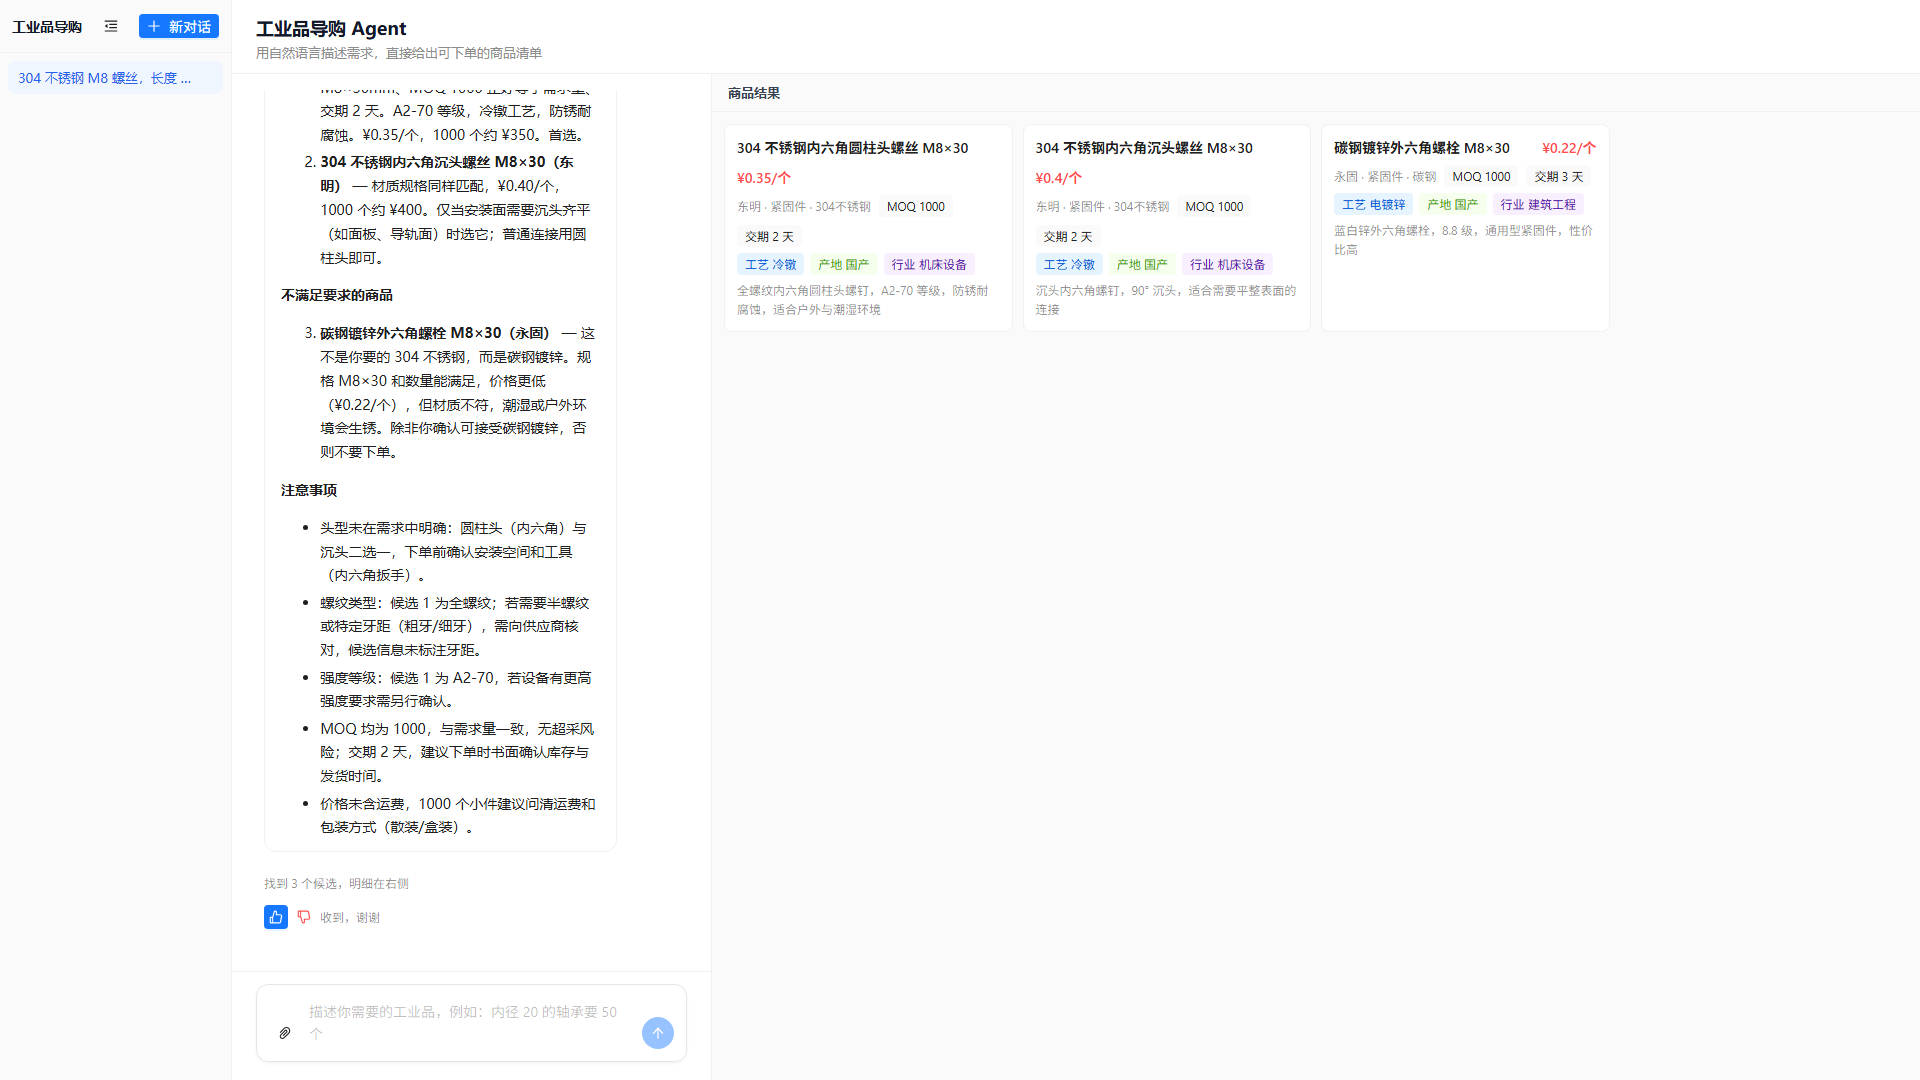 工业品导购
新对话
304 不锈钢 M8 螺丝，长度 ...
工业品导购 Agent
用自然语言描述需求，直接给出可下单的商品清单
M8×30mm、MOQ 1000 正好等于需求量、
交期 2 天。A2-70 等级，冷镦工艺，防锈耐
腐蚀。¥0.35/个，1000 个约 ¥350。首选。
2. 304 不锈钢内六角沉头螺丝 M8×30（东
明） — 材质规格同样匹配，¥0.40/个，
1000 个约 ¥400。仅当安装面需要沉头齐平
（如面板、导轨面）时选它；普通连接用圆
柱头即可。
不满足要求的商品
3. 碳钢镀锌外六角螺栓 M8×30（永固） — 这
不是你要的 304 不锈钢，而是碳钢镀锌。规
格 M8×30 和数量能满足，价格更低
（¥0.22/个），但材质不符，潮湿或户外环
境会生锈。除非你确认可接受碳钢镀锌，否
则不要下单。
注意事项
• 头型未在需求中明确：圆柱头（内六角）与
沉头二选一，下单前确认安装空间和工具
（内六角扳手）。
• 螺纹类型：候选 1 为全螺纹；若需要半螺纹
或特定牙距（粗牙/细牙），需向供应商核
对，候选信息未标注牙距。
• 强度等级：候选 1 为 A2-70，若设备有更高
强度要求需另行确认。
• MOQ 均为 1000，与需求量一致，无超采风
险；交期 2 天，建议下单时书面确认库存与
发货时间。
• 价格未含运费，1000 个小件建议问清运费和
包装方式（散装/盒装）。
找到 3 个候选，明细在右侧
收到，谢谢
描述你需要的工业品，例如：内径 20 的轴承要 50
个
商品结果
304 不锈钢内六角圆柱头螺丝 M8×30
¥0.35/个
东明 · 紧固件 · 304不锈钢 MOQ 1000
交期 2 天
工艺 冷镦 产地 国产 行业 机床设备
全螺纹内六角圆柱头螺钉，A2-70 等级，防锈耐
腐蚀，适合户外与潮湿环境
304 不锈钢内六角沉头螺丝 M8×30
¥0.4/个
东明 · 紧固件 · 304不锈钢 MOQ 1000
交期 2 天
工艺 冷镦 产地 国产 行业 机床设备
沉头内六角螺钉，90° 沉头，适合需要平整表面的
连接
碳钢镀锌外六角螺栓 M8×30 ¥0.22/个
永固 · 紧固件 · 碳钢 MOQ 1000 交期 3 天
工艺 电镀锌 产地 国产 行业 建筑工程
蓝白锌外六角螺栓，8.8 级，通用型紧固件，性价
比高